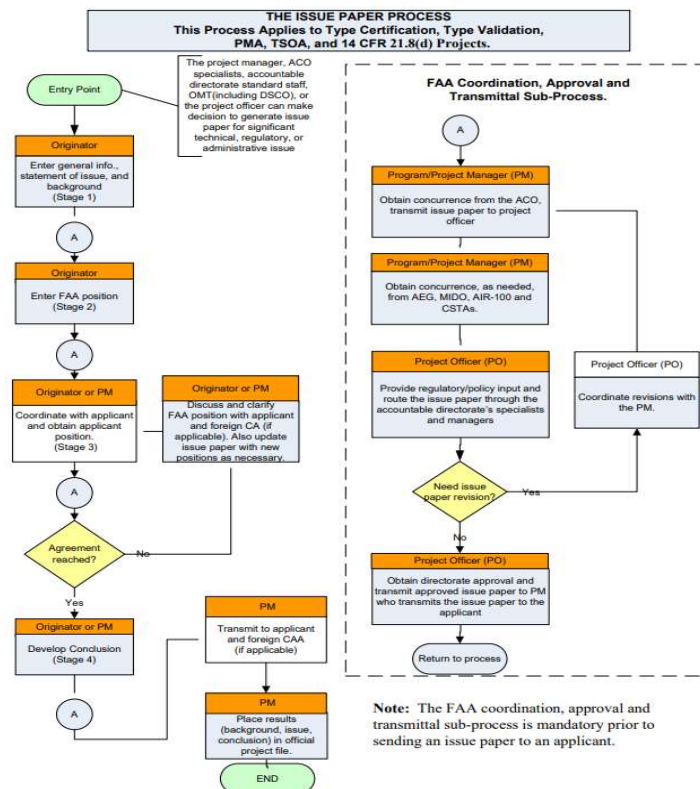 THE ISSUE PAPER PROCESS
This Process Applies to Type Certification, Type Validation,
PMA, TSOA, and 14 CFR 21.8(d) Projects.
Entry Point
The project manager, ACO
specialists, accountable
directorate standard staff,
OMT(including DSCO), or
the project officer can make
decision to generate issue
paper for significant
technical, regulatory, or
administrative issue
Originator
Enter general info.,
statement of issue, and
background
(Stage 1)
A
Originator
Enter FAA position
(Stage 2)
A
Originator or PM
Coordinate with applicant
and obtain applicant
position.
(Stage 3)
Originator or PM
Discuss and clarify
FAA position with applicant
and foreign CA (if
applicable). Also update
issue paper with new
positions as necessary.
A
Agreement
reached?
No
Yes
Originator or PM
Develop Conclusion
(Stage 4)
A
PM
Transmit to applicant
and foreign CAA
(if applicable)
PM
Place results
(background, issue,
conclusion) in official
project file.
END
FAA Coordination, Approval and
Transmittal Sub-Process.
A
Program/Project Manager (PM)
Obtain concurrence from the ACO,
transmit issue paper to project
officer
Program/Project Manager (PM)
Obtain concurrence, as needed,
from AEG, MIDO, AIR-100 and
CSTAs.
Project Officer (PO)
Provide regulatory/policy input and
route the issue paper through the
accountable directorate's specialists
and managers
Project Officer (PO)
Coordinate revisions with
the PM.
Need issue
paper revision?
Yes
No
Project Officer (PO)
Obtain directorate approval and
transmit approved issue paper to PM
who transmits the issue paper to the
applicant
Return to process
Note: The FAA coordination, approval and
transmittal sub-process is mandatory prior to
sending an issue paper to an applicant.